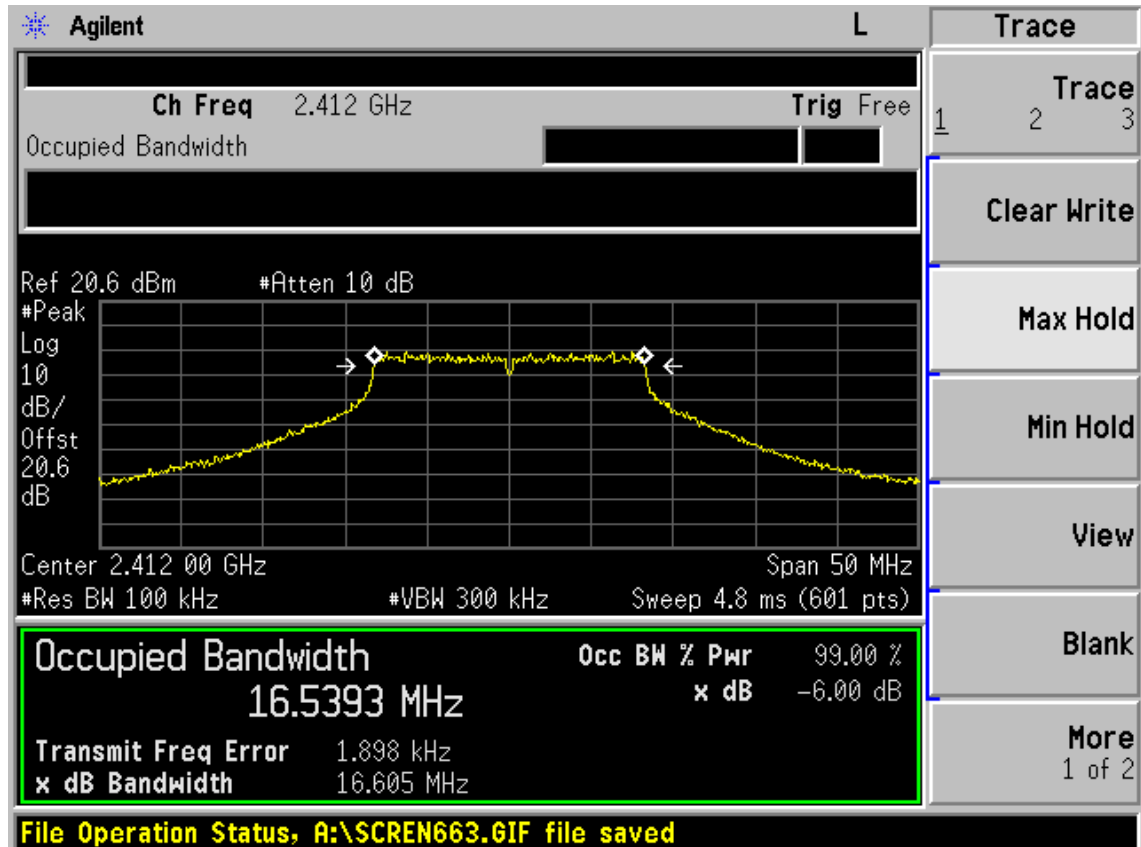 Agilent L Trace
Ch Freq 2.412 GHz Trig Free
Occupied Bandwidth
Trace
1 2 3
Clear Write
Ref 20.6 dBm #Atten 10 dB
#Peak
Log
10
dB/
Offst
20.6
dB
Max Hold
Min Hold
View
Center 2.412 00 GHz Span 50 MHz
#Res BW 100 kHz #VBW 300 kHz Sweep 4.8 ms (601 pts)
Occupied Bandwidth Occ BW % Pwr 99.00 %
16.5393 MHz x dB -6.00 dB
Transmit Freq Error 1.898 kHz
x dB Bandwidth 16.605 MHz
Blank
More
1 of 2
File Operation Status, A:\SCREN663.GIF file saved